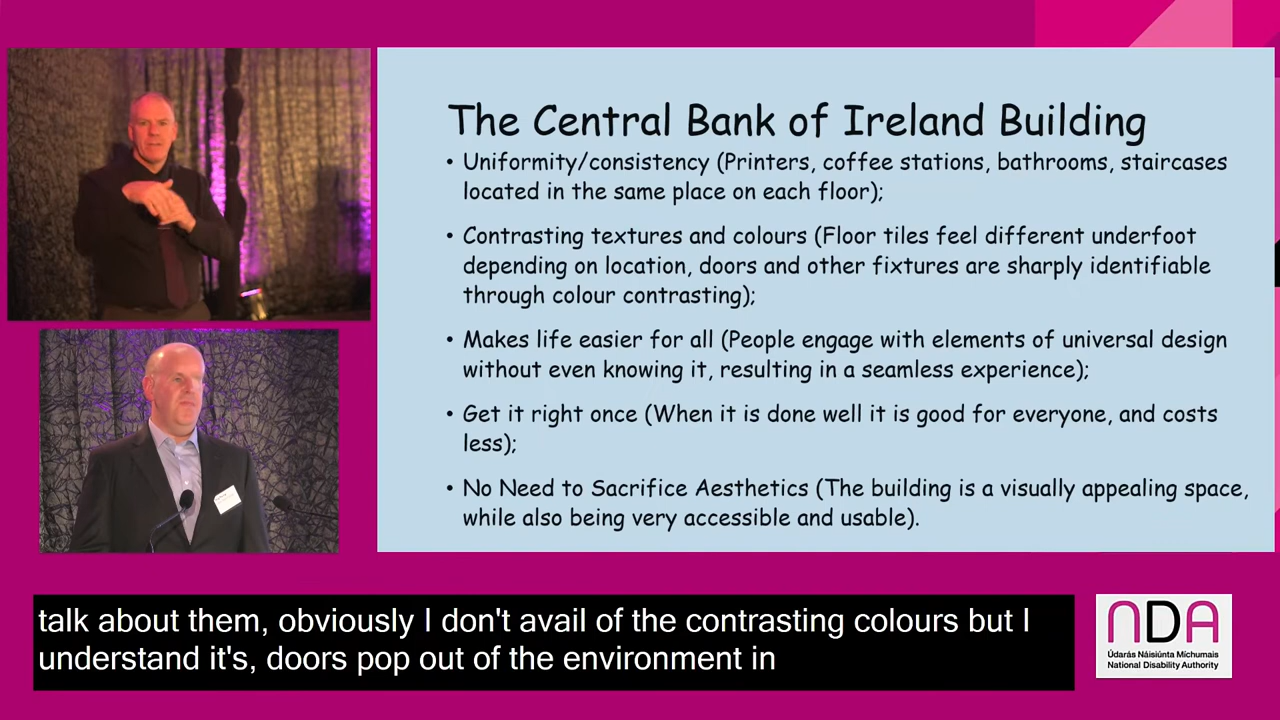 The Central Bank of Ireland Building
• Uniformity/consistency (Printers, coffee stations, bathrooms, staircases
located in the same place on each floor);
• Contrasting textures and colours (Floor tiles feel different underfoot
depending on location, doors and other fixtures are sharply identifiable
through colour contrasting);
• Makes life easier for all (People engage with elements of universal design
without even knowing it, resulting in a seamless experience);
• Get it right once (When it is done well it is good for everyone, and costs
less);
• No Need to Sacrifice Aesthetics (The building is a visually appealing space,
while also being very accessible and usable).
talk about them, obviously I don't avail of the contrasting colours but I
understand it's, doors pop out of the environment in
NDA
Údarás Náisiúnta Míchumais
National Disability Authority